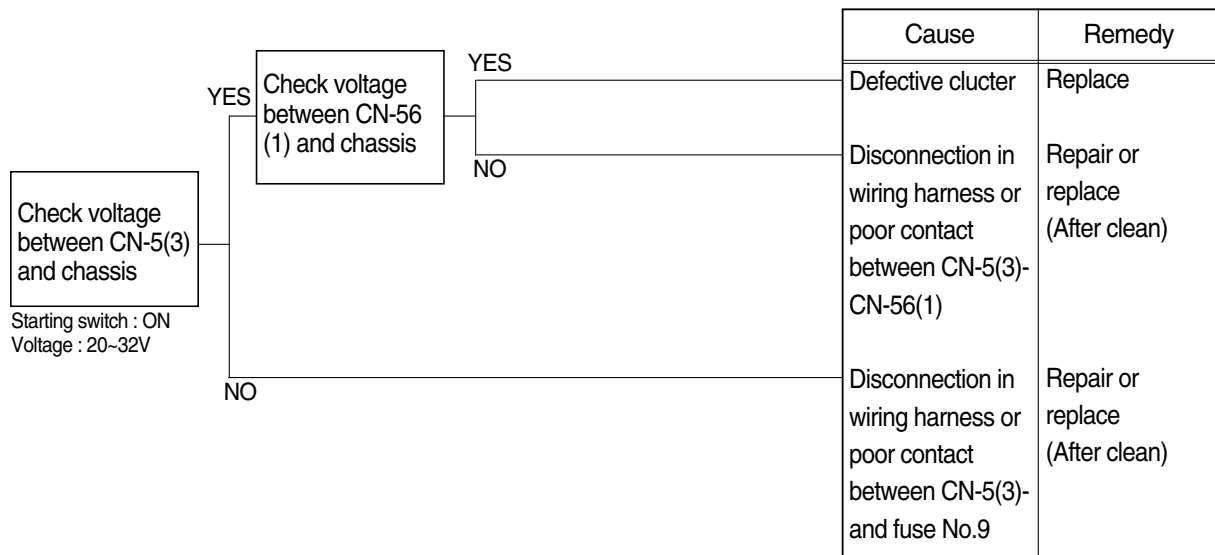 Cause
Remedy
YES
Check voltage
between CN-56
(1) and chassis
YES
NO
Check voltage
between CN-5(3)
and chassis
Starting switch : ON
Voltage : 20~32V
NO
Defective clucter
Replace
Disconnection in
wiring harness or
poor contact
between CN-5(3)-
CN-56(1)
Repair or
replace
(After clean)
Disconnection in
wiring harness or
poor contact
between CN-5(3)-
and fuse No.9
Repair or
replace
(After clean)